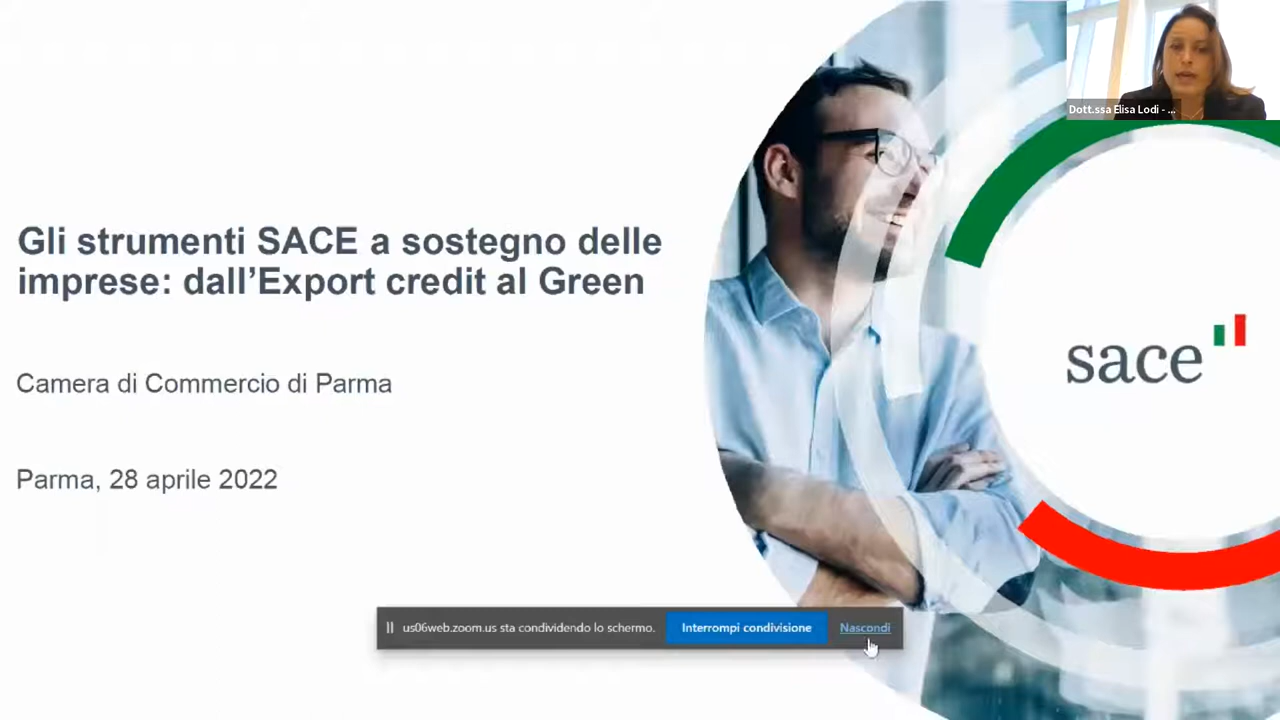 Dott.ssa Elisa Lodi - ...
Gli strumenti SACE a sostegno delle
imprese: dall’Export credit al Green
sace
Camera di Commercio di Parma
Parma, 28 aprile 2022
us06web.zoom.us sta condividendo lo schermo.
Interrompi condivisione
Nascondi